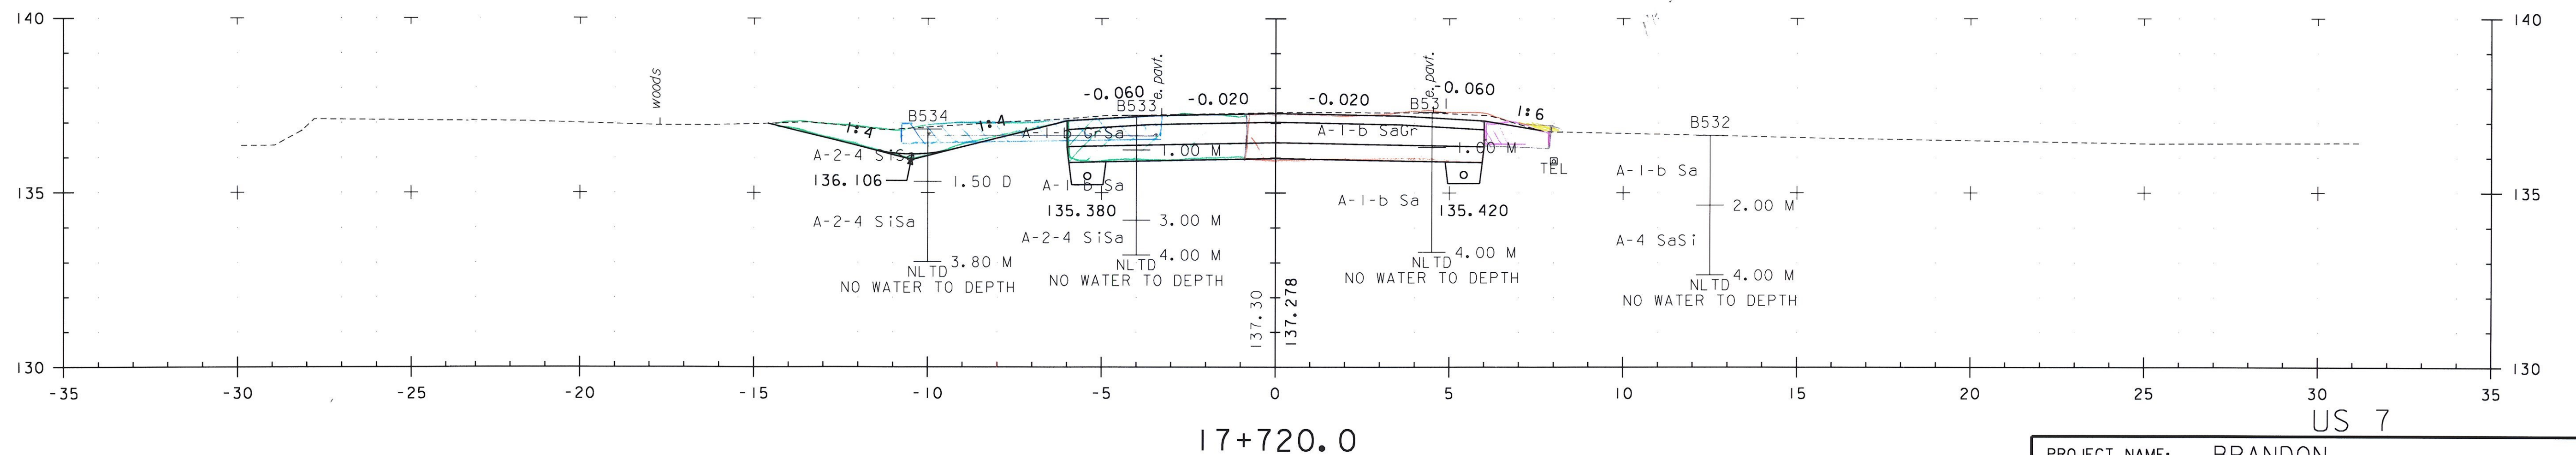 140 140
woods
e. pavt.
e. pavt.
-0.060 -0.020 -0.020 -0.060
B534 B533 B531 B532
1:4 1:4 1:6
A-1-b GrSa A-1-b SaGr
A-2-4 SiSa 1.00 M 1.00 M
TEL
136.106 1.50 D A-1-b Sa A-1-b Sa A-1-b Sa
135 135
135.380 135.420 2.00 M
A-2-4 SiSa 3.00 M
A-2-4 SiSa A-4 SaSi
NLTD 3.80 M NLTD 4.00 M NLTD 4.00 M NLTD 4.00 M
NO WATER TO DEPTH NO WATER TO DEPTH NO WATER TO DEPTH NO WATER TO DEPTH
137.30
137.278
130 130
-35 -30 -25 -20 -15 -10 -5 0 5 10 15 20 25 30 35
US 7
17+720.0
PROJECT NAME: BRANDON